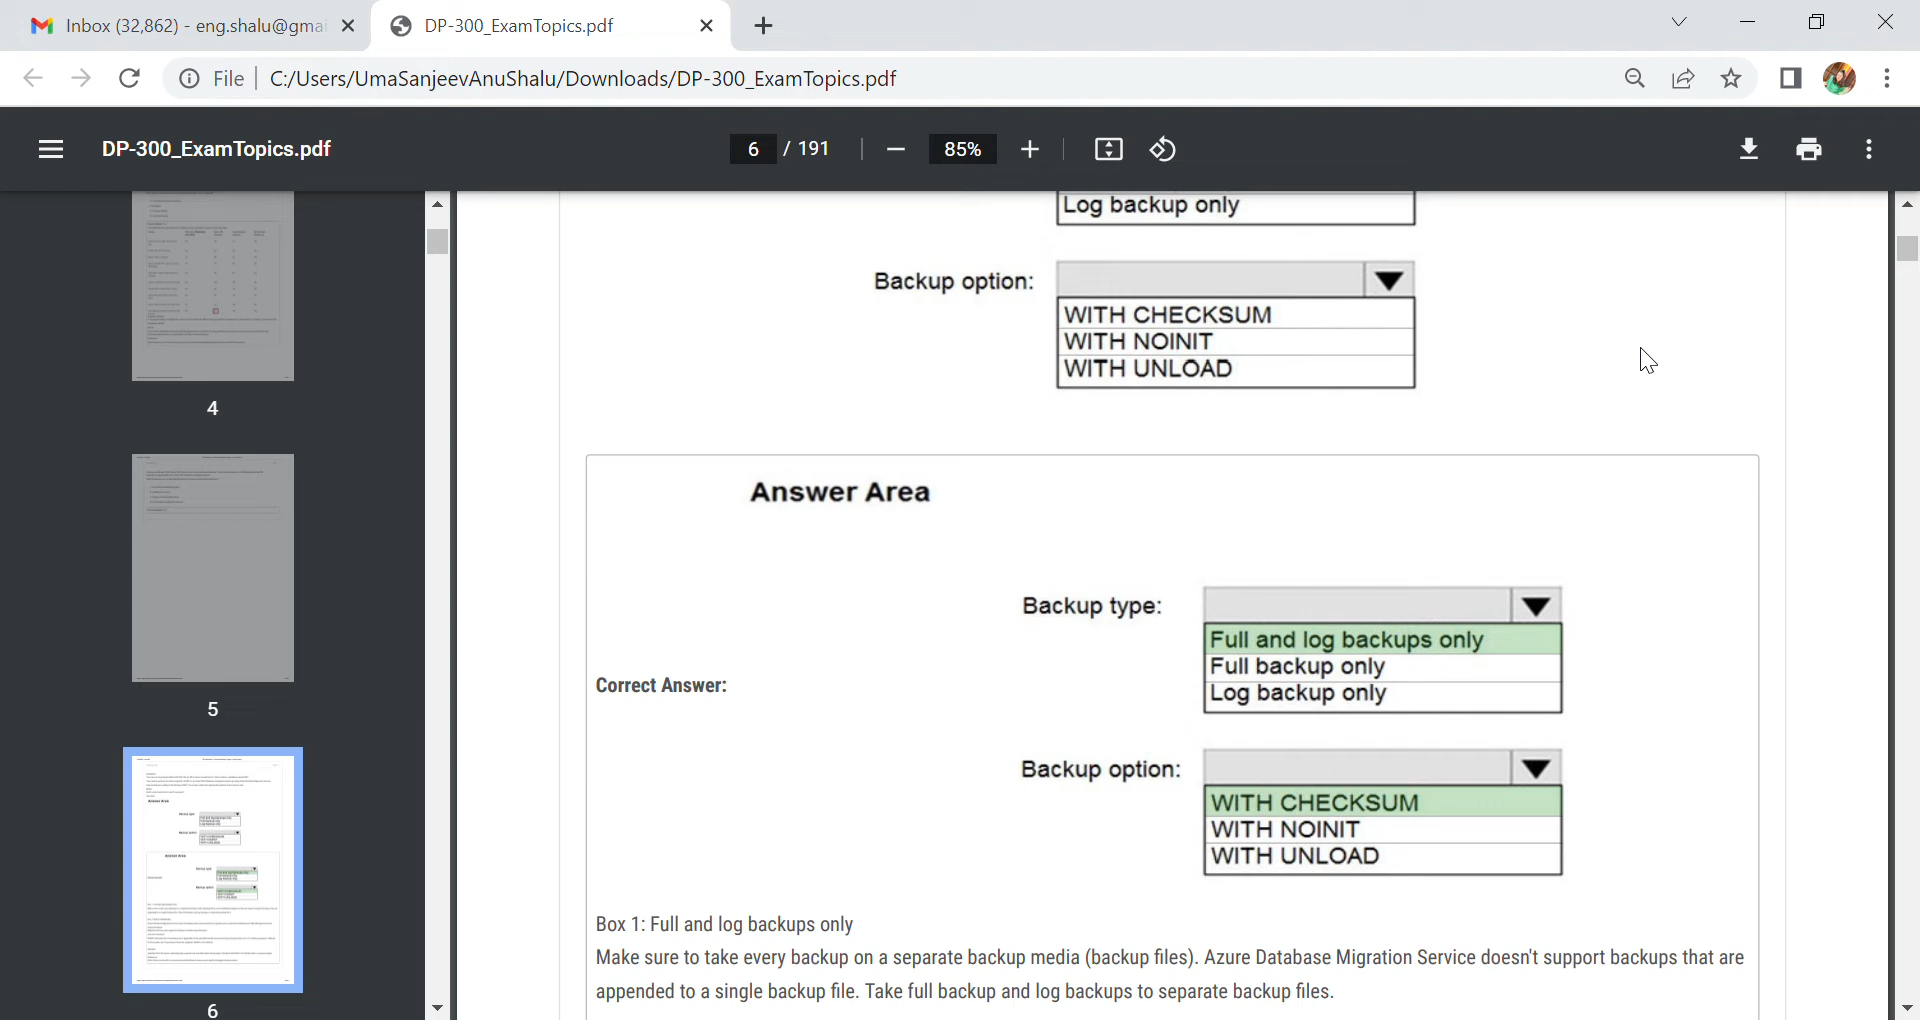 Inbox (32,862) - eng.shalu@gmai
DP-300_ExamTopics.pdf
File
C:/Users/UmaSanjeevAnuShalu/Downloads/DP-300_ExamTopics.pdf
DP-300_ExamTopics.pdf
6 / 191
85%
4
5
6
Log backup only
Backup option:
WITH CHECKSUM
WITH NOINIT
WITH UNLOAD
Answer Area
Backup type:
Full and log backups only
Full backup only
Log backup only
Correct Answer:
Backup option:
WITH CHECKSUM
WITH NOINIT
WITH UNLOAD
Box 1: Full and log backups only
Make sure to take every backup on a separate backup media (backup files). Azure Database Migration Service doesn't support backups that are
appended to a single backup file. Take full backup and log backups to separate backup files.